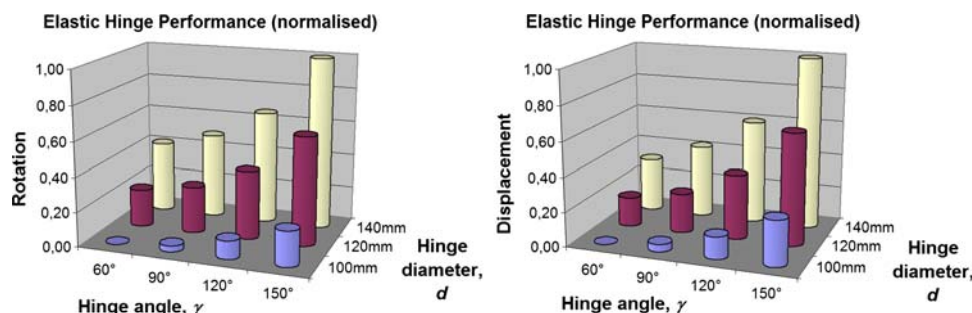 Elastic Hinge Performance (normalised)
1,00
0,80
0,60
0,40
0,20
0,00
Rotation
60°
90°
120°
150°
Hinge angle, γ
140mm
120mm
100mm
Hinge
diameter,
d
Elastic Hinge Performance (normalised)
1,00
0,80
0,60
0,40
0,20
0,00
Displacement
60°
90°
120°
150°
Hinge angle, γ
140mm
120mm
100mm
Hinge
diameter,
d